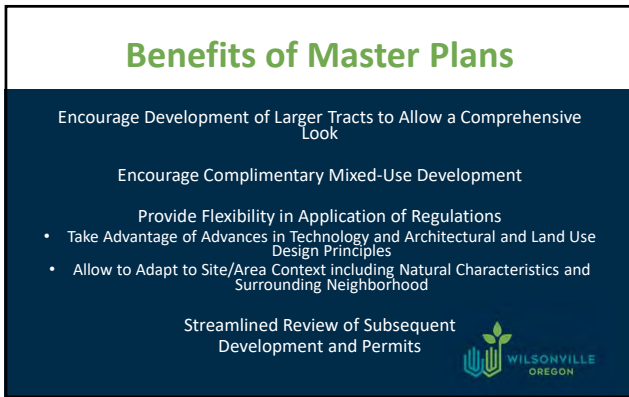 Benefits of Master Plans
Encourage Development of Larger Tracts to Allow a Comprehensive
Look
Encourage Complimentary Mixed-Use Development
Provide Flexibility in Application of Regulations
• Take Advantage of Advances in Technology and Architectural and Land Use
Design Principles
• Allow to Adapt to Site/Area Context including Natural Characteristics and
Surrounding Neighborhood
Streamlined Review of Subsequent
Development and Permits
WILSONVILLE
OREGON